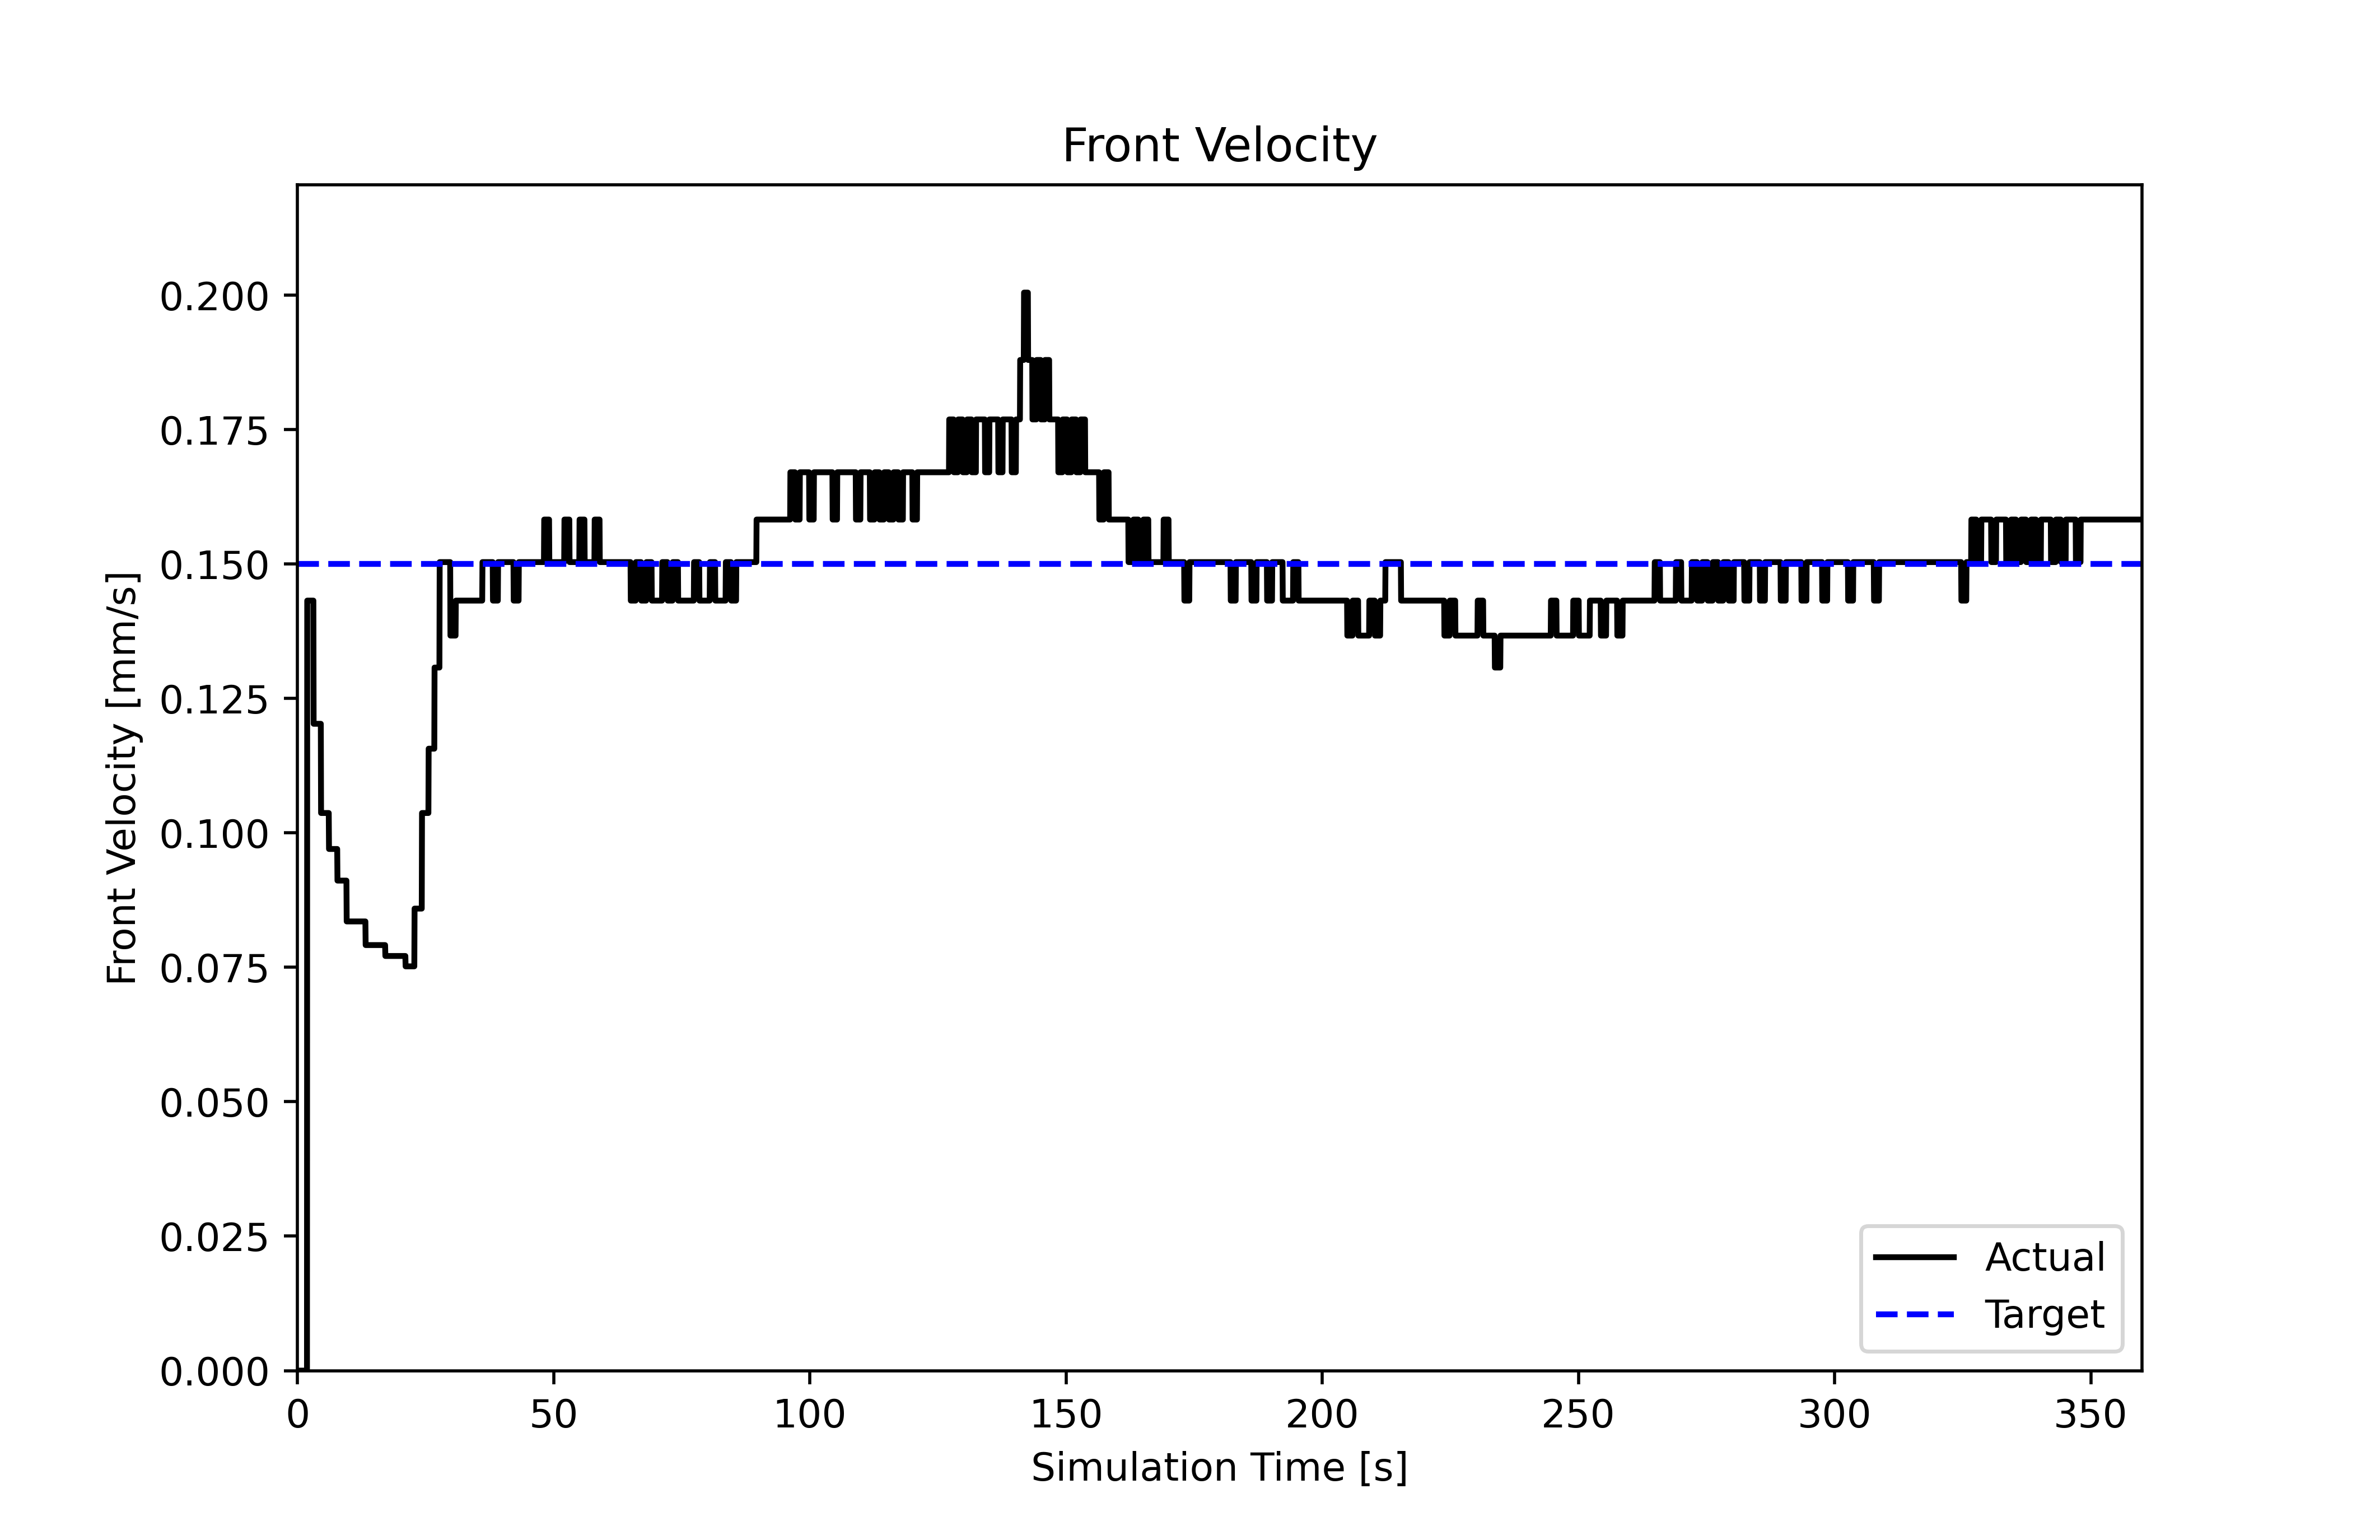 Front Velocity
Front Velocity [mm/s]
0.200
0.175
0.150
0.125
0.100
0.075
0.050
0.025
0.000
0 50 100 150 200 250 300 350
Simulation Time [s]
Actual
Target